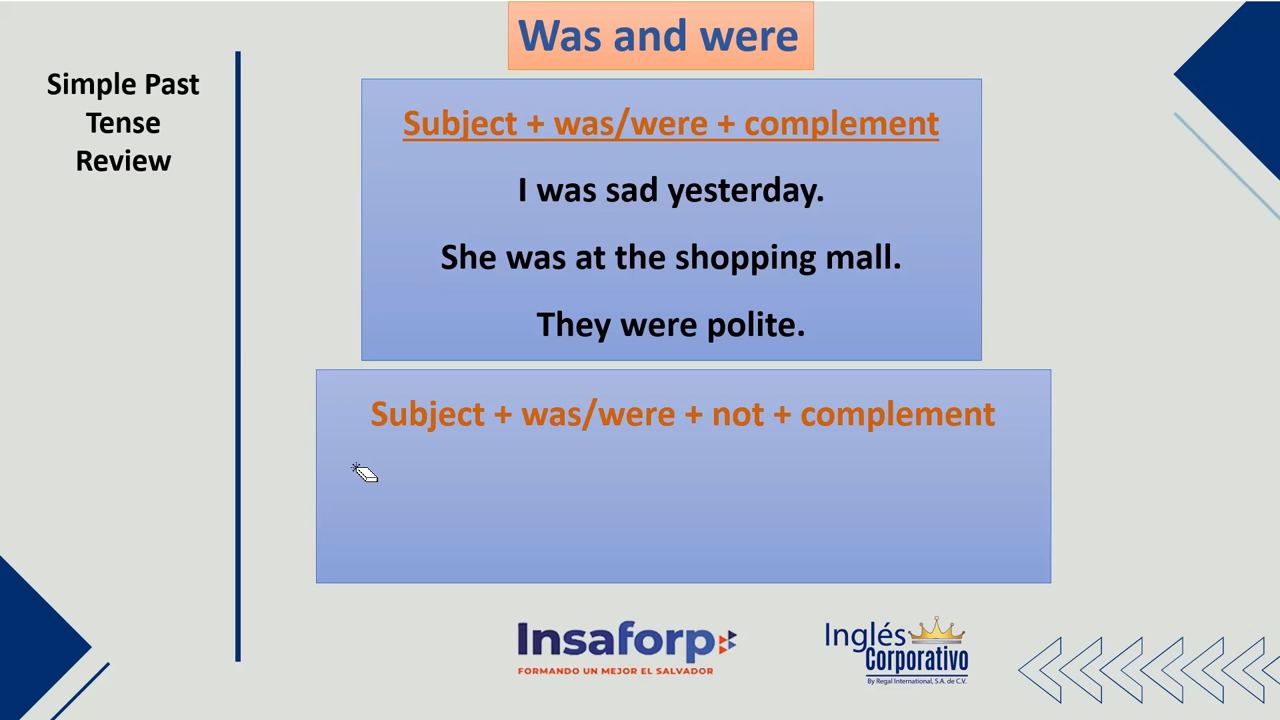 Was and were
Simple Past
Tense
Review
Subject + was/were + complement
I was sad yesterday.
She was at the shopping mall.
They were polite.
Subject + was/were + not + complement
Insaforp
FORMANDO UN MEJOR EL SALVADOR
Inglés
Corporativo
By Regal International, S.A. de C.V.